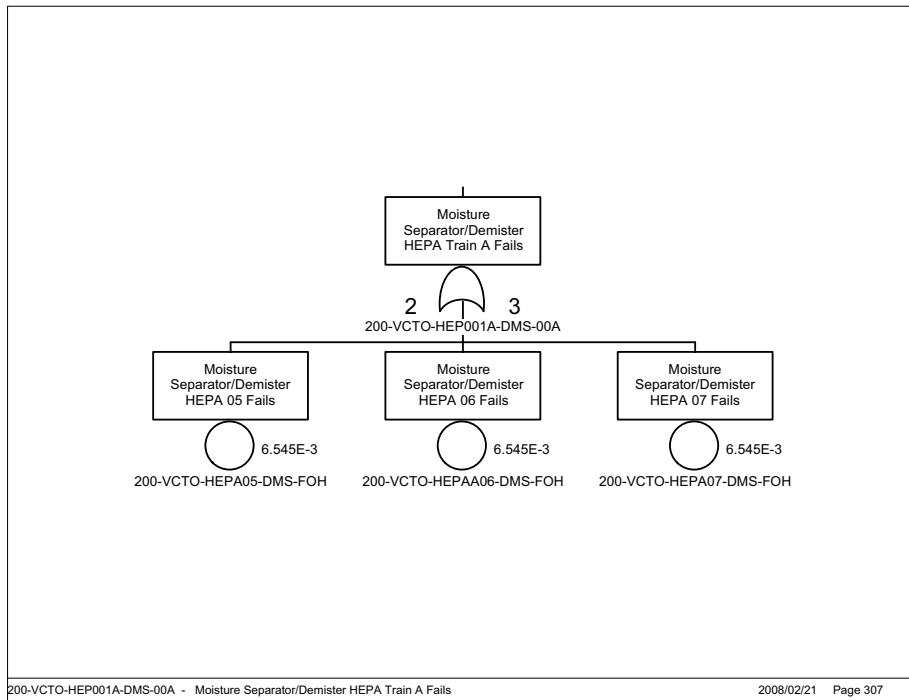 Moisture
Separator/Demister
HEPA Train A Fails
2 3
200-VCTO-HEP001A-DMS-00A
Moisture
Separator/Demister
HEPA 05 Fails
6.545E-3
200-VCTO-HEPA05-DMS-FOH
Moisture
Separator/Demister
HEPA 06 Fails
6.545E-3
200-VCTO-HEPAA06-DMS-FOH
Moisture
Separator/Demister
HEPA 07 Fails
6.545E-3
200-VCTO-HEPA07-DMS-FOH
200-VCTO-HEP001A-DMS-00A - Moisture Separator/Demister HEPA Train A Fails
2008/02/21 Page 307